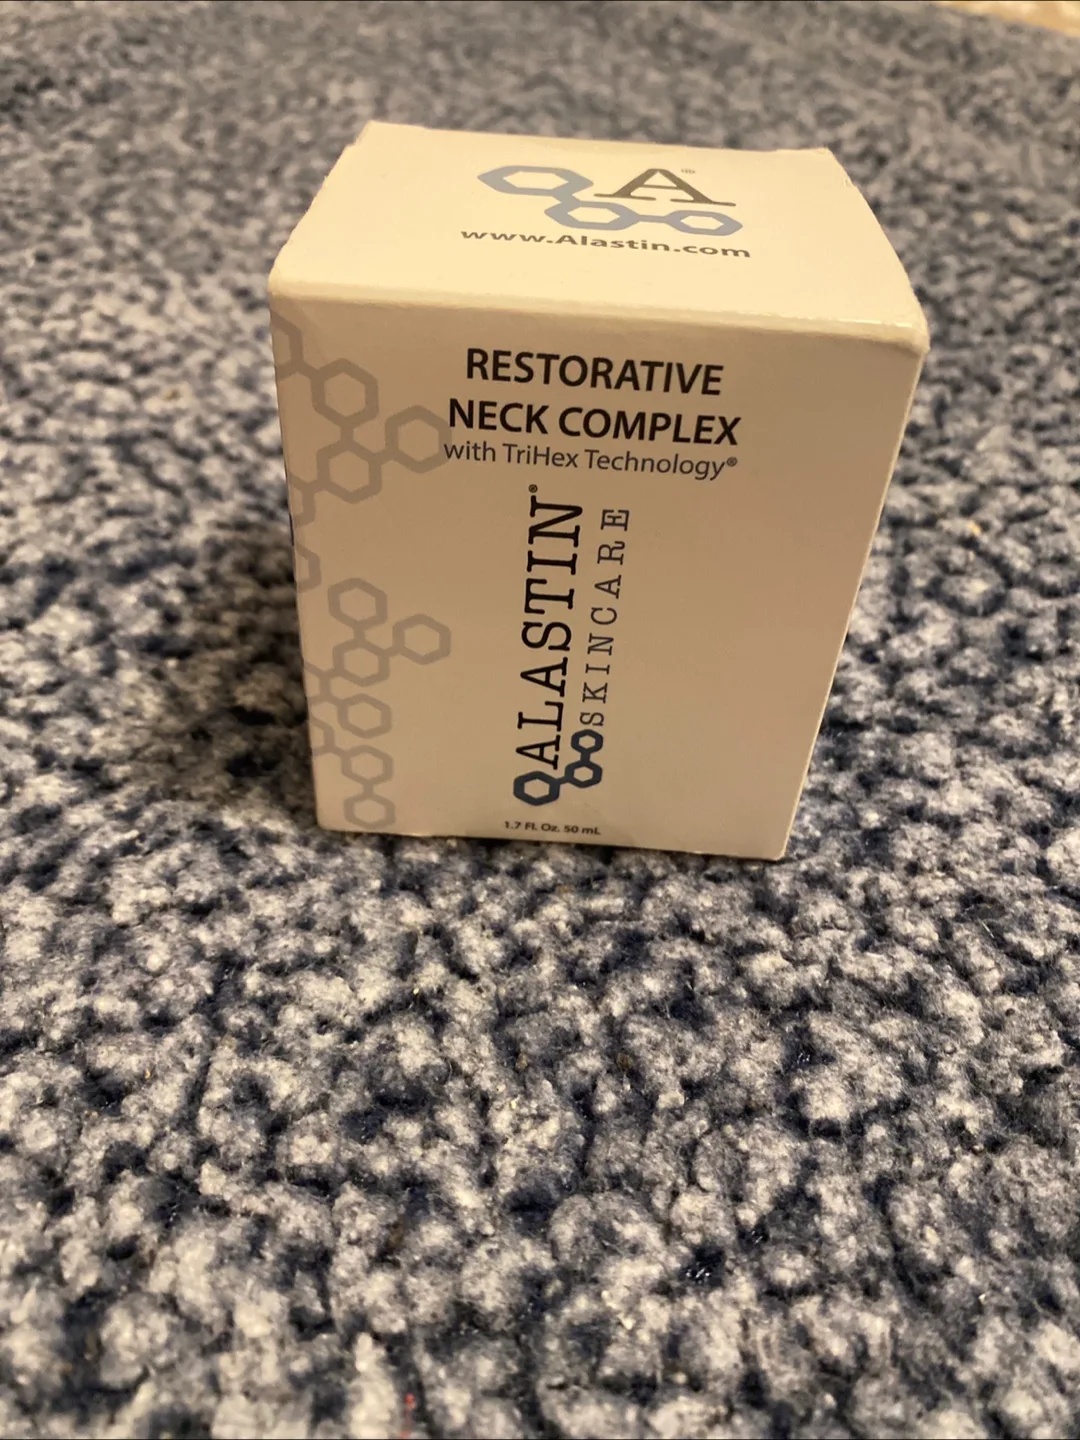 A®
www.Alastin.com
RESTORATIVE
NECK COMPLEX
with TriHex Technology®
ALASTIN®
SKINCARE
1.7 Fl. Oz. 50 mL